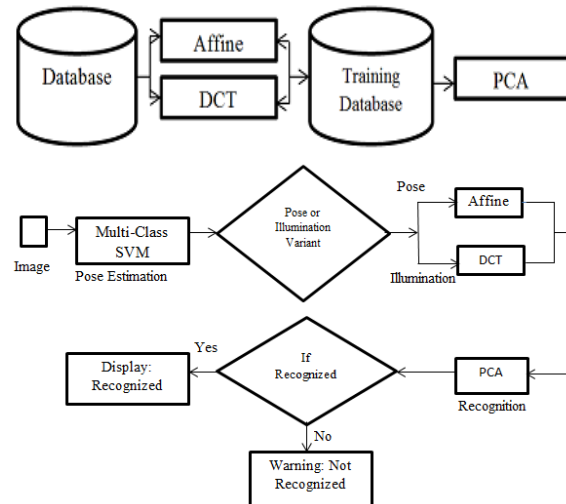 Affine
Database
DCT
Training
Database
PCA
Image
Multi-Class
SVM
Pose Estimation
Pose or
Illumination
Variant
Pose
Affine
Illumination
DCT
Yes
Display:
Recognized
If
Recognized
PCA
Recognition
No
Warning: Not
Recognized